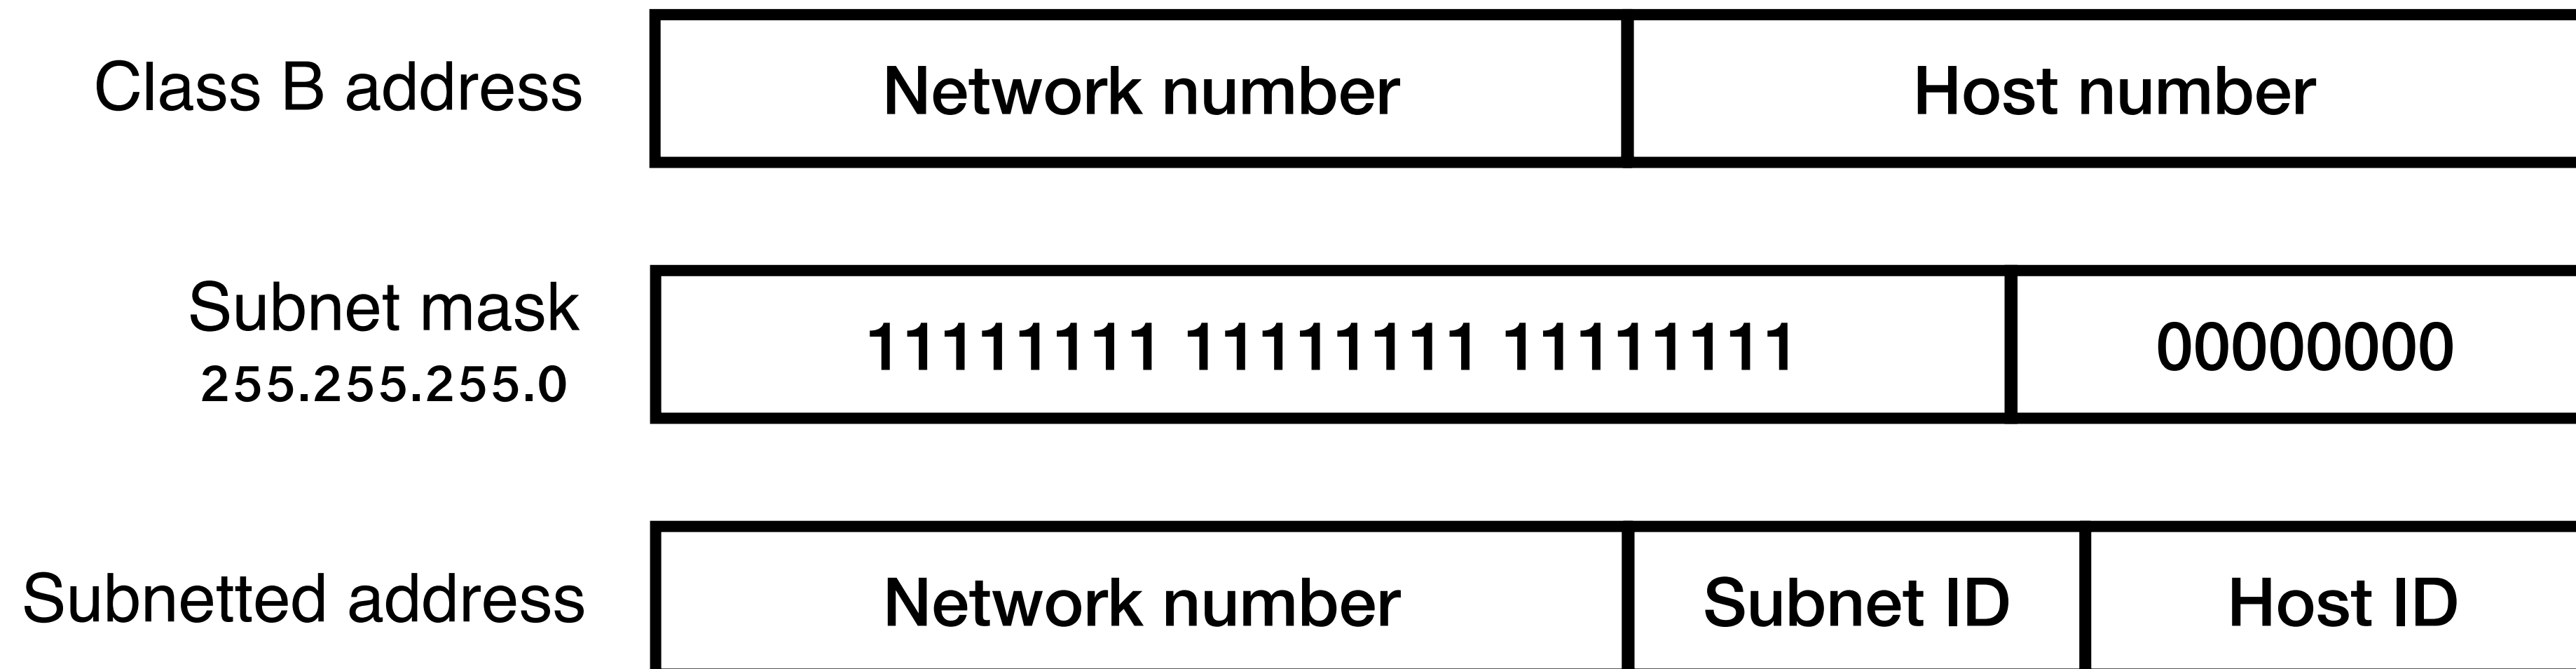 Class B address
Network number
Host number
Subnet mask
255.255.255.0
11111111 11111111 11111111
00000000
Subnetted address
Network number
Subnet ID
Host ID